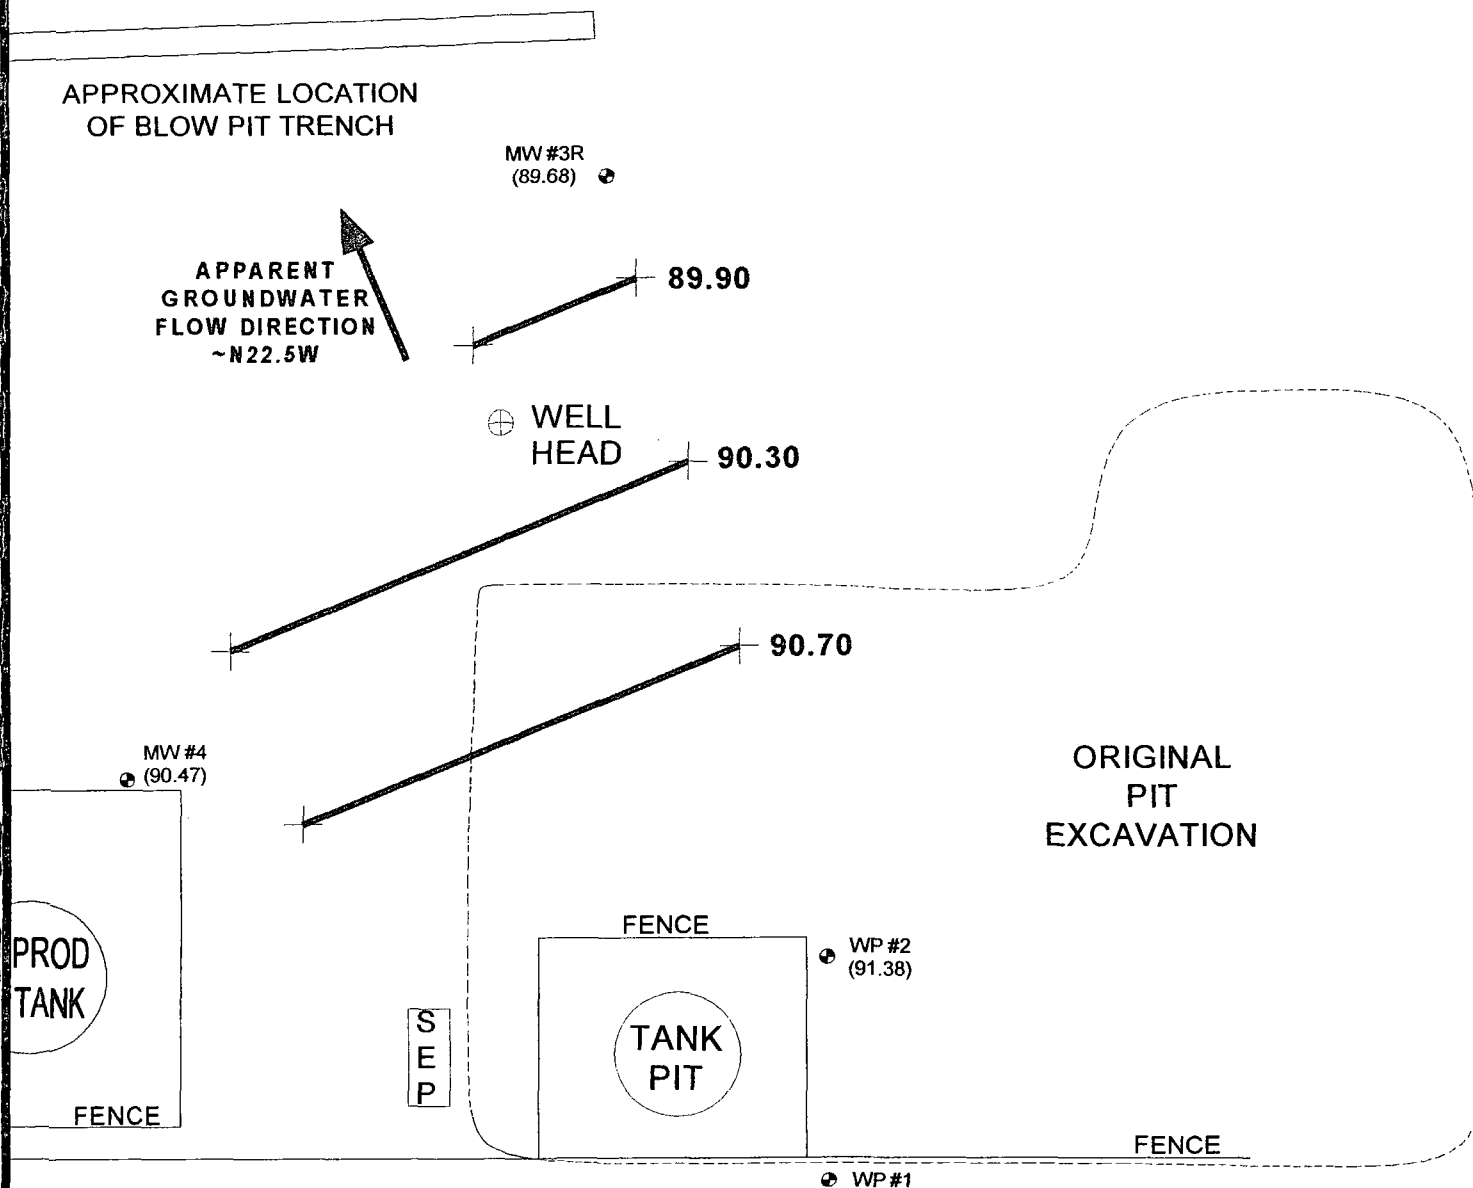 APPROXIMATE LOCATION
OF BLOW PIT TRENCH
MW #3R
(89.68)
APPARENT
GROUNDWATER
FLOW DIRECTION
~N22.5W
89.90
WELL
HEAD
90.30
90.70
MW #4
(90.47)
ORIGINAL
PIT
EXCAVATION
FENCE
WP #2
(91.38)
PROD
TANK
S
E
P
TANK
PIT
FENCE
FENCE
WP #1